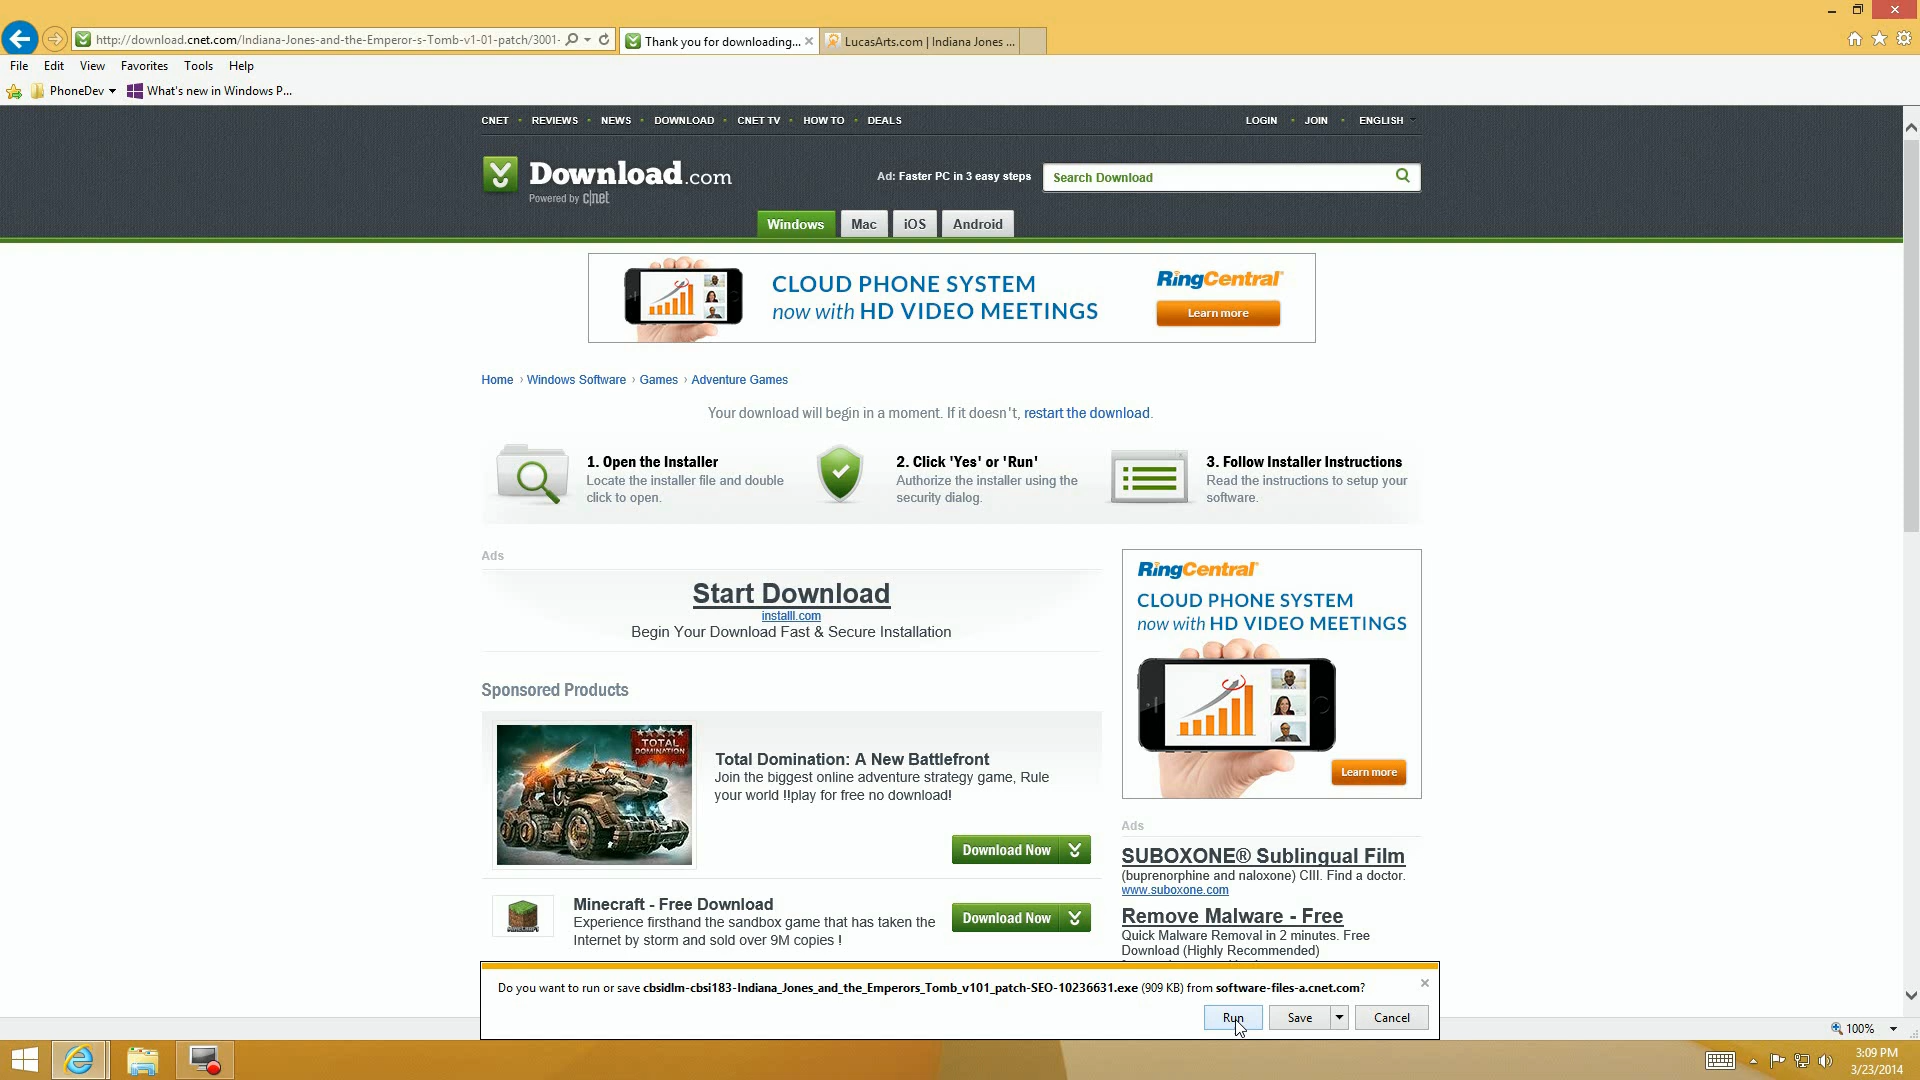 http://download.cnet.com/Indiana-Jones-and-the-Emperor-s-Tomb-v1-01-patch/3001-
Thank you for downloading...
LucasArts.com | Indiana Jones ...
File Edit View Favorites Tools Help
PhoneDev What's new in Windows P...
CNET REVIEWS NEWS DOWNLOAD CNET TV HOW TO DEALS LOGIN JOIN ENGLISH
Download.com
Powered by c|net
Ad: Faster PC in 3 easy steps
Search Download
Windows Mac iOS Android
CLOUD PHONE SYSTEM
now with HD VIDEO MEETINGS
RingCentral
Learn more
Home › Windows Software › Games › Adventure Games
Your download will begin in a moment. If it doesn't, restart the download.
1. Open the Installer
Locate the installer file and double
click to open.
2. Click 'Yes' or 'Run'
Authorize the installer using the
security dialog.
3. Follow Installer Instructions
Read the instructions to setup your
software.
Ads
Start Download
installl.com
Begin Your Download Fast & Secure Installation
Sponsored Products
TOTAL
DOMINATION
Total Domination: A New Battlefront
Join the biggest online adventure strategy game, Rule
your world !!play for free no download!
Download Now
Minecraft - Free Download
Experience firsthand the sandbox game that has taken the
Internet by storm and sold over 9M copies !
Download Now
RingCentral
CLOUD PHONE SYSTEM
now with HD VIDEO MEETINGS
Learn more
Ads
SUBOXONE® Sublingual Film
(buprenorphine and naloxone) CIII. Find a doctor.
www.suboxone.com
Remove Malware - Free
Quick Malware Removal in 2 minutes. Free
Download (Highly Recommended)
Do you want to run or save cbsidlm-cbsi183-Indiana_Jones_and_the_Emperors_Tomb_v101_patch-SEO-10236631.exe (909 KB) from software-files-a.cnet.com?
Run Save Cancel
100%
3:09 PM
3/23/2014